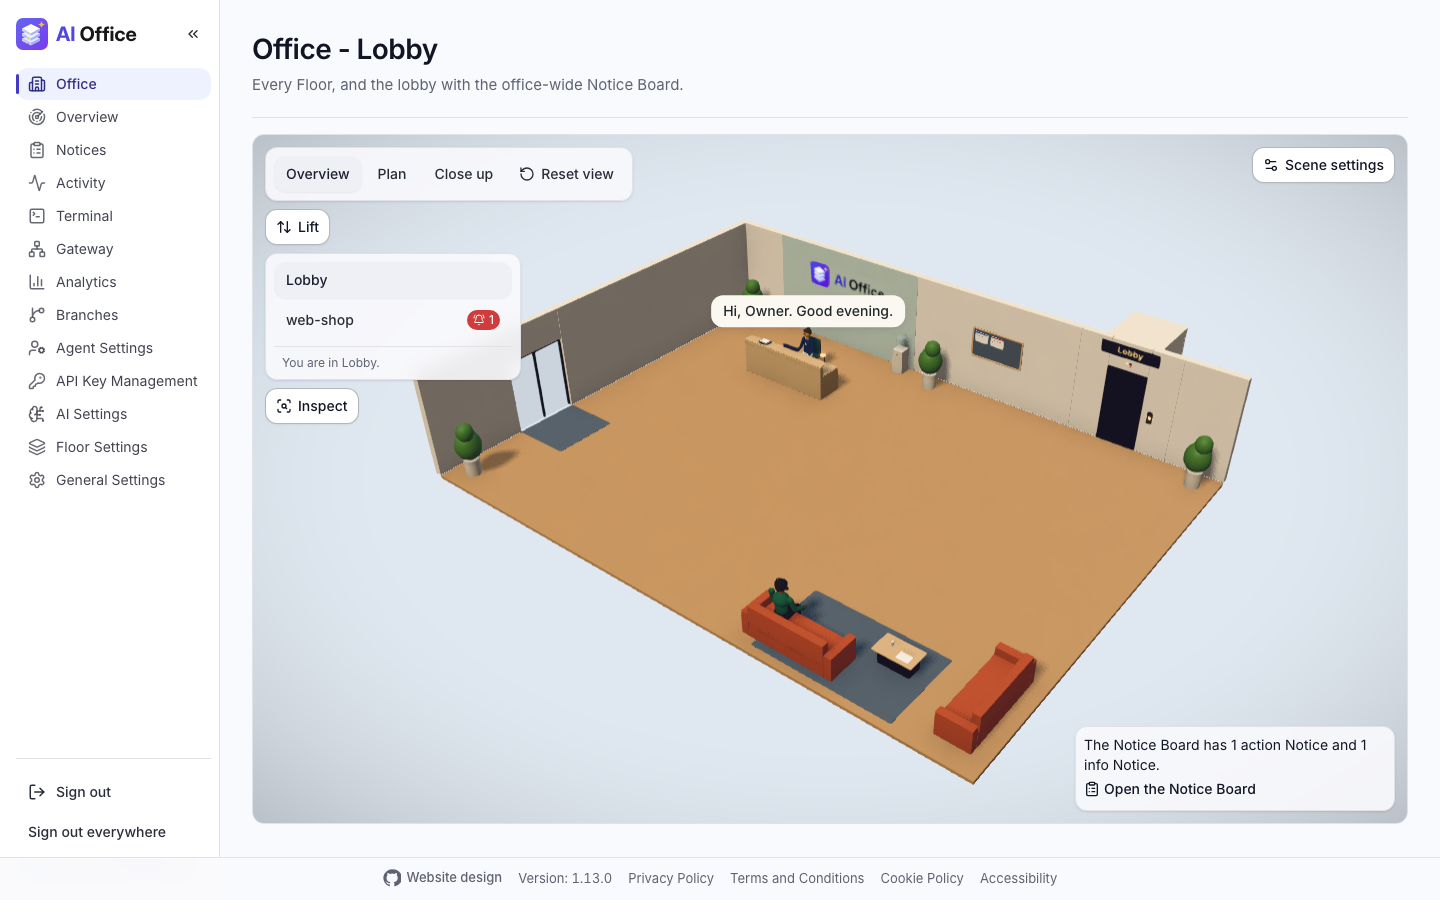 AI Office
Office
Overview
Notices
Activity
Terminal
Gateway
Analytics
Branches
Agent Settings
API Key Management
AI Settings
Floor Settings
General Settings
Sign out
Sign out everywhere
Office - Lobby
Every Floor, and the lobby with the office-wide Notice Board.
Overview
Plan
Close up
Reset view
Scene settings
Lift
Lobby
web-shop
1
You are in Lobby.
Inspect
AI Office
Hi, Owner. Good evening.
Lobby
The Notice Board has 1 action Notice and 1
info Notice.
Open the Notice Board
Website design
Version: 1.13.0
Privacy Policy
Terms and Conditions
Cookie Policy
Accessibility